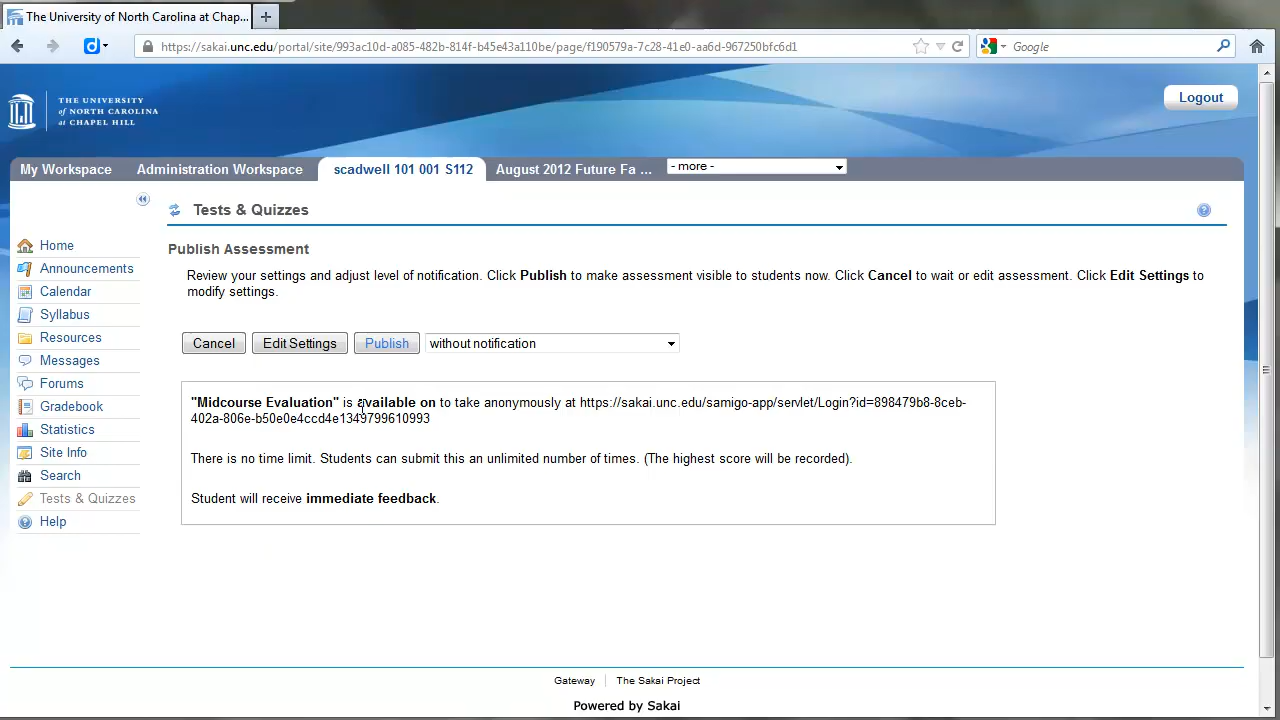 The University of North Carolina at Chap...
https://sakai.unc.edu/portal/site/993ac10d-a085-482b-814f-b45e43a110be/page/f190579a-7c28-41e0-aa6d-967250bfc6d1
Google
THE UNIVERSITY
of NORTH CAROLINA
at CHAPEL HILL
Logout
My Workspace
Administration Workspace
scadwell 101 001 S112
August 2012 Future Fa ...
- more -
Tests & Quizzes
Publish Assessment
Review your settings and adjust level of notification. Click Publish to make assessment visible to students now. Click Cancel to wait or edit assessment. Click Edit Settings to
modify settings.
Cancel
Edit Settings
Publish
without notification
"Midcourse Evaluation" is available on to take anonymously at https://sakai.unc.edu/samigo-app/servlet/Login?id=898479b8-8ceb-
402a-806e-b50e0e4ccd4e1349799610993
There is no time limit. Students can submit this an unlimited number of times. (The highest score will be recorded).
Student will receive immediate feedback.
Home
Announcements
Calendar
Syllabus
Resources
Messages
Forums
Gradebook
Statistics
Site Info
Search
Tests & Quizzes
Help
Gateway
The Sakai Project
Powered by Sakai